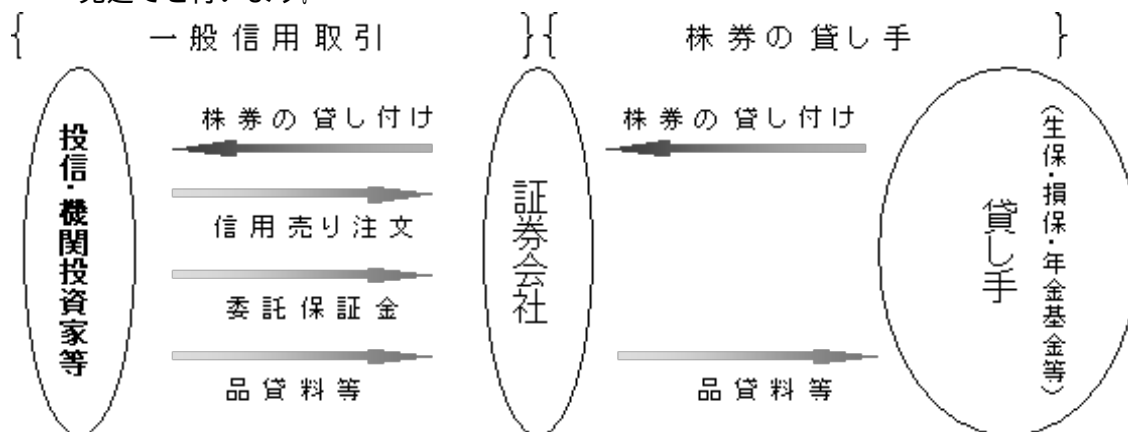 { 一般信用取引 }{ 株券の貸し手 }
株券の貸し付け
株券の貸し付け
信用売り注文
委託保証金
品貸料等
品貸料等
投信・機関投資家等
証券会社
貸し手
（生保・損保・年金基金等）